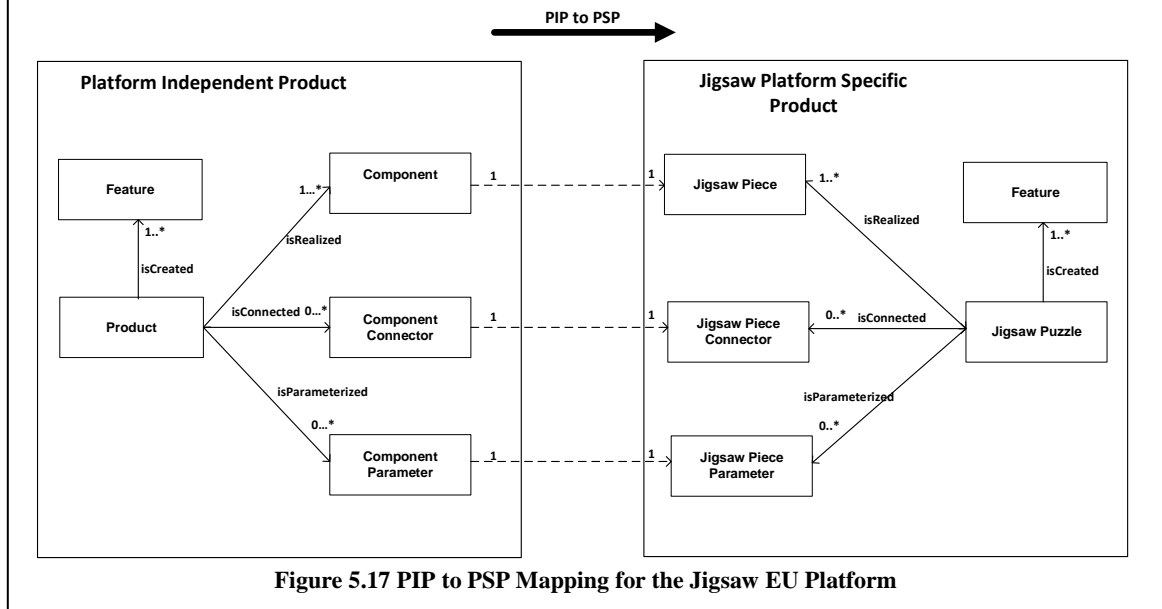 PIP to PSP
Platform Independent Product
Feature
1..*
isCreated
Product
Component
1...*
isRealized
isConnected 0...*
Component
Connector
isParameterized
0...*
Component
Parameter
1
1
1
1
1
1
Jigsaw Platform Specific
Product
Jigsaw Piece
1..*
isRealized
Feature
1..*
isCreated
Jigsaw Piece
Connector
0..*
isConnected
Jigsaw Puzzle
isParameterized
0..*
Jigsaw Piece
Parameter
Figure 5.17 PIP to PSP Mapping for the Jigsaw EU Platform